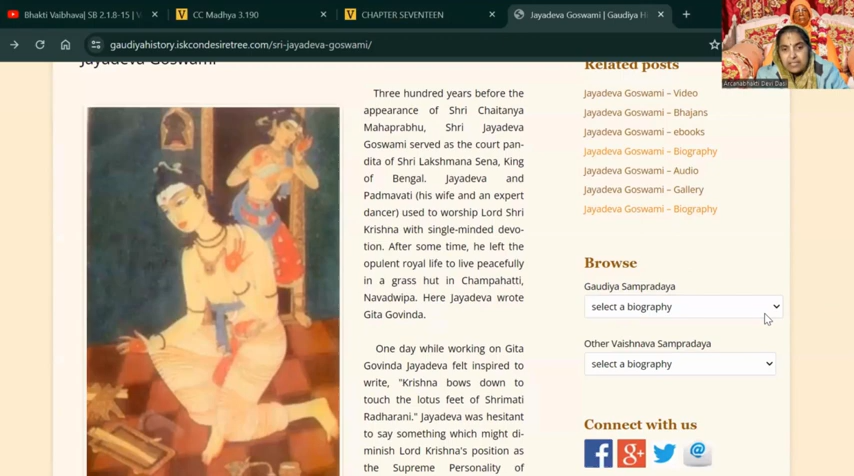 Bhakti Vaibhava| SB 2.1.8-15 | V
CC Madhya 3.190
CHAPTER SEVENTEEN
Jayadeva Goswami | Gaudiya Hi
gaudiyahistory.iskcondesiretree.com/sri-jayadeva-goswami/
Arcanabhakti Devi Dasi
Jayadeva Goswami
Three hundred years before the
appearance of Shri Chaitanya
Mahaprabhu, Shri Jayadeva
Goswami served as the court pan-
dita of Shri Lakshmana Sena, King
of Bengal. Jayadeva and
Padmavati (his wife and an expert
dancer) used to worship Lord Shri
Krishna with single-minded devo-
tion. After some time, he left the
opulent royal life to live peacefully
in a grass hut in Champahatti,
Navadwipa. Here Jayadeva wrote
Gita Govinda.
One day while working on Gita
Govinda Jayadeva felt inspired to
write, "Krishna bows down to
touch the lotus feet of Shrimati
Radharani." Jayadeva was hesitant
to say something which might di-
minish Lord Krishna's position as
the Supreme Personality of
Related posts
Jayadeva Goswami – Video
Jayadeva Goswami – Bhajans
Jayadeva Goswami – ebooks
Jayadeva Goswami – Biography
Jayadeva Goswami – Audio
Jayadeva Goswami – Gallery
Jayadeva Goswami – Biography
Browse
Gaudiya Sampradaya
select a biography
Other Vaishnava Sampradaya
select a biography
Connect with us